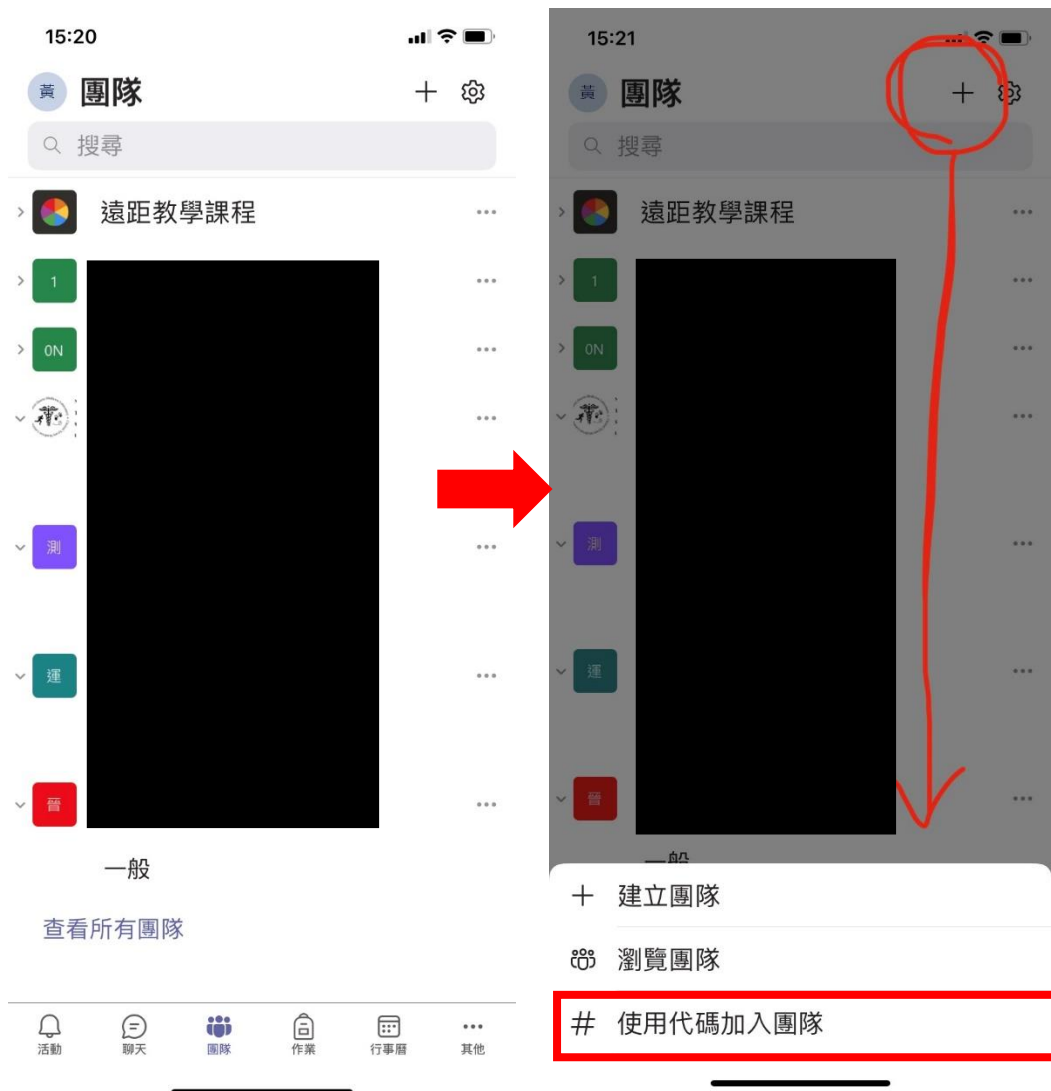 15:20
黃 團隊
搜尋
遠距教學課程
1
0N
測
運
晉
一般
查看所有團隊
活動 聊天 團隊 作業 行事曆 其他
15:21
黃 團隊
搜尋
遠距教學課程
1
0N
測
運
晉
一般
建立團隊
瀏覽團隊
# 使用代碼加入團隊